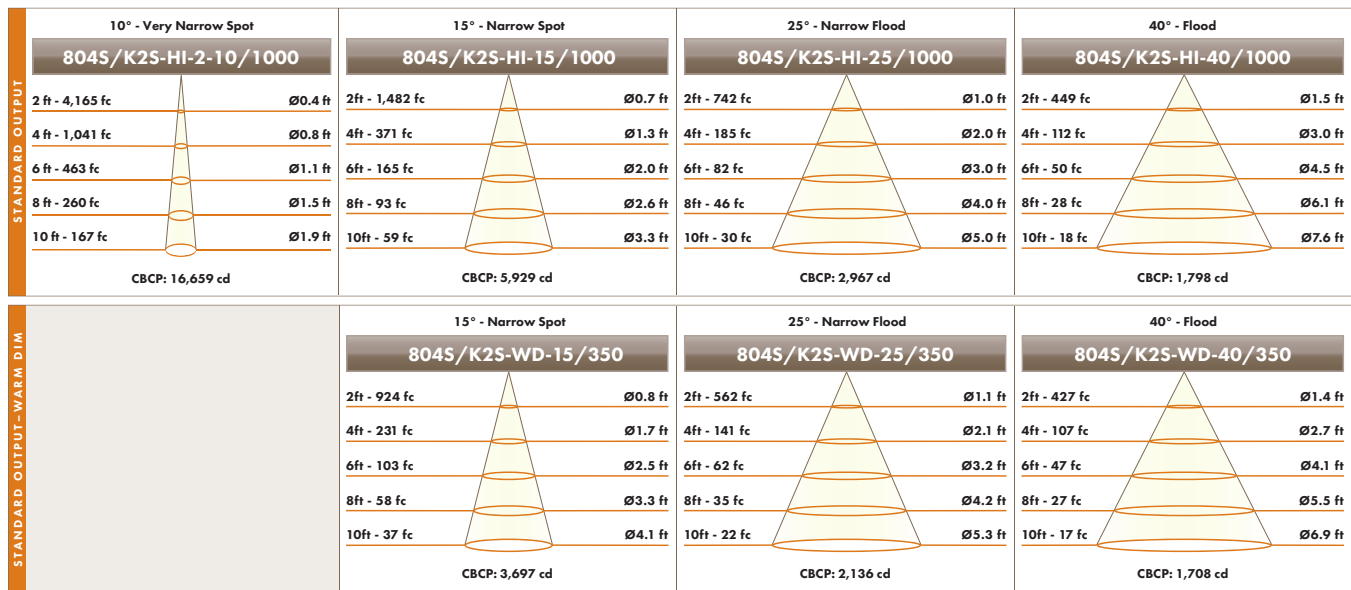 STANDARD OUTPUT
10° - Very Narrow Spot
804S/K2S-HI-2-10/1000
2 ft - 4,165 fc Ø0.4 ft
4 ft - 1,041 fc Ø0.8 ft
6 ft - 463 fc Ø1.1 ft
8 ft - 260 fc Ø1.5 ft
10 ft - 167 fc Ø1.9 ft
CBCP: 16,659 cd
15° - Narrow Spot
804S/K2S-HI-15/1000
2ft - 1,482 fc Ø0.7 ft
4ft - 371 fc Ø1.3 ft
6ft - 165 fc Ø2.0 ft
8ft - 93 fc Ø2.6 ft
10ft - 59 fc Ø3.3 ft
CBCP: 5,929 cd
25° - Narrow Flood
804S/K2S-HI-25/1000
2ft - 742 fc Ø1.0 ft
4ft - 185 fc Ø2.0 ft
6ft - 82 fc Ø3.0 ft
8ft - 46 fc Ø4.0 ft
10ft - 30 fc Ø5.0 ft
CBCP: 2,967 cd
40° - Flood
804S/K2S-HI-40/1000
2ft - 449 fc Ø1.5 ft
4ft - 112 fc Ø3.0 ft
6ft - 50 fc Ø4.5 ft
8ft - 28 fc Ø6.1 ft
10ft - 18 fc Ø7.6 ft
CBCP: 1,798 cd
STANDARD OUTPUT–WARM DIM
15° - Narrow Spot
804S/K2S-WD-15/350
2ft - 924 fc Ø0.8 ft
4ft - 231 fc Ø1.7 ft
6ft - 103 fc Ø2.5 ft
8ft - 58 fc Ø3.3 ft
10ft - 37 fc Ø4.1 ft
CBCP: 3,697 cd
25° - Narrow Flood
804S/K2S-WD-25/350
2ft - 562 fc Ø1.1 ft
4ft - 141 fc Ø2.1 ft
6ft - 62 fc Ø3.2 ft
8ft - 35 fc Ø4.2 ft
10ft - 22 fc Ø5.3 ft
CBCP: 2,136 cd
40° - Flood
804S/K2S-WD-40/350
2ft - 427 fc Ø1.4 ft
4ft - 107 fc Ø2.7 ft
6ft - 47 fc Ø4.1 ft
8ft - 27 fc Ø5.5 ft
10ft - 17 fc Ø6.9 ft
CBCP: 1,708 cd